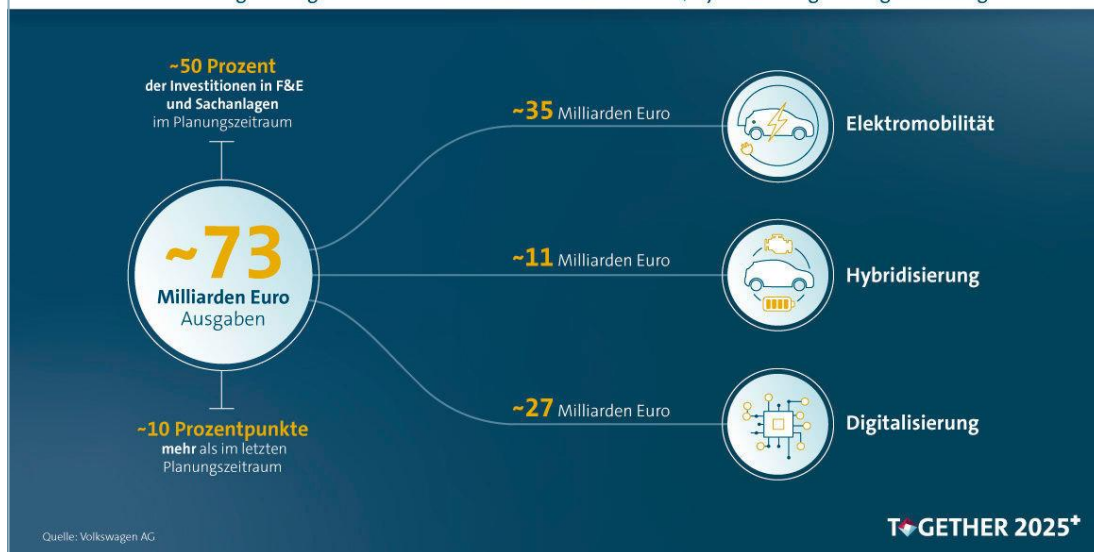 ~50 Prozent
der Investitionen in F&E
und Sachanlagen
im Planungszeitraum
~73
Milliarden Euro
Ausgaben
~10 Prozentpunkte
mehr als im letzten
Planungszeitraum
~35 Milliarden Euro
Elektromobilität
~11 Milliarden Euro
Hybridisierung
~27 Milliarden Euro
Digitalisierung
Quelle: Volkswagen AG
TOGETHER 2025+